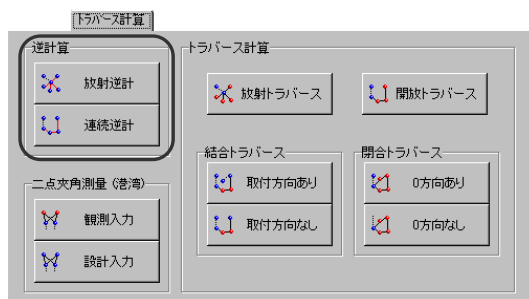 トラバース計算
逆計算
放射逆計
連続逆計
二点夾角測量(港湾)
観測入力
設計入力
トラバース計算
放射トラバース
開放トラバース
結合トラバース
取付方向あり
取付方向なし
閉合トラバース
0方向あり
0方向なし